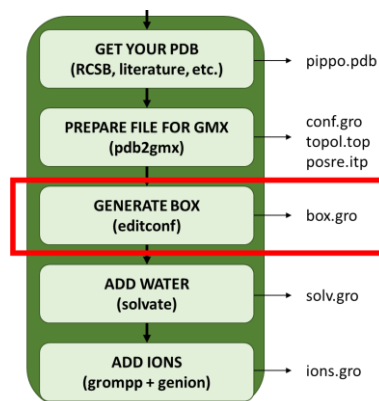 GET YOUR PDB
(RCSB, literature, etc.)
pippo.pdb
PREPARE FILE FOR GMX
(pdb2gmx)
conf.gro
topol.top
posre.itp
GENERATE BOX
(editconf)
box.gro
ADD WATER
(solvate)
solv.gro
ADD IONS
(grompp + genion)
ions.gro